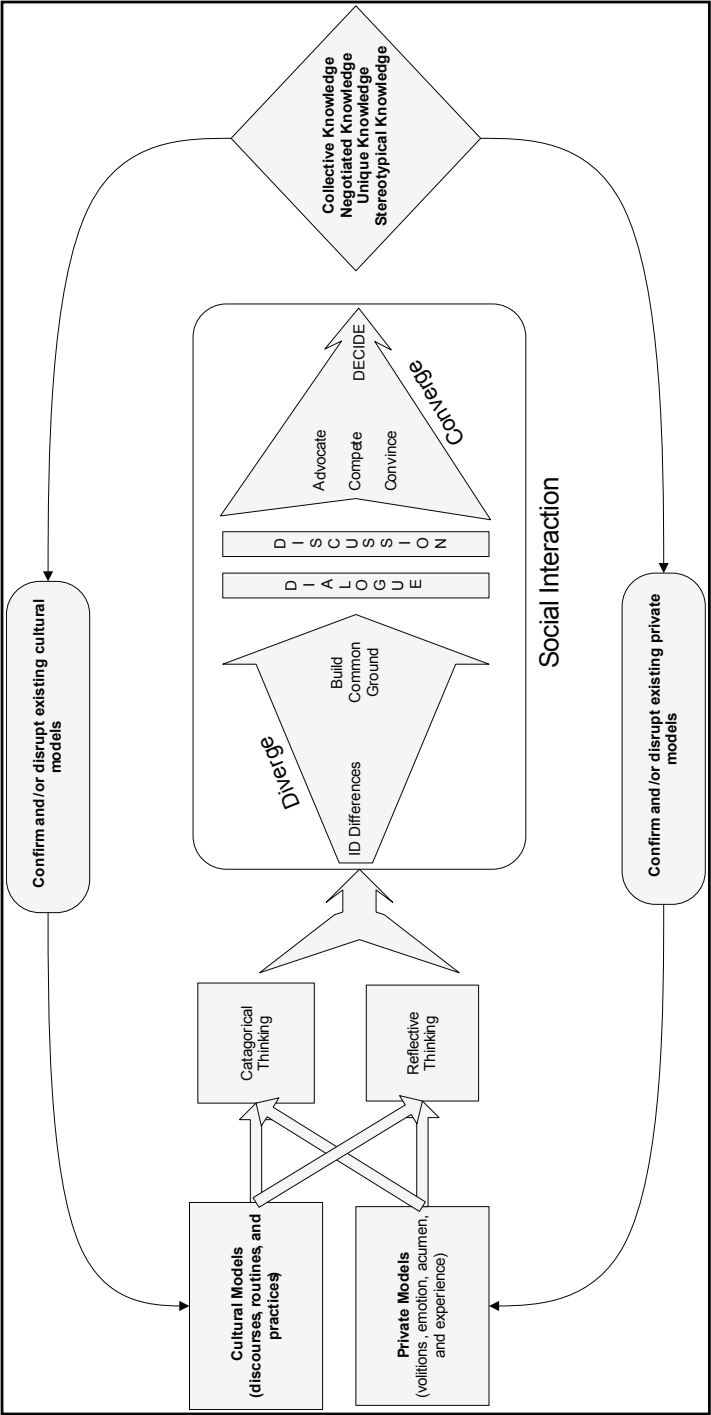 Cultural Models
(discourses, routines, and
practices)
Private Models
(volitions, emotion, acumen,
and experience)
Catagorical
Thinking
Reflective
Thinking
Confirm and/or disrupt existing cultural
models
Diverge
ID Differences
Build
Common
Ground
DIALOGUE
DISCUSSION
Advocate
Compete
Convince
DECIDE
Converge
Social Interaction
Confirm and/or disrupt existing private
models
Collective Knowledge
Negotiated Knowledge
Unique Knowledge
Stereotypical Knowledge